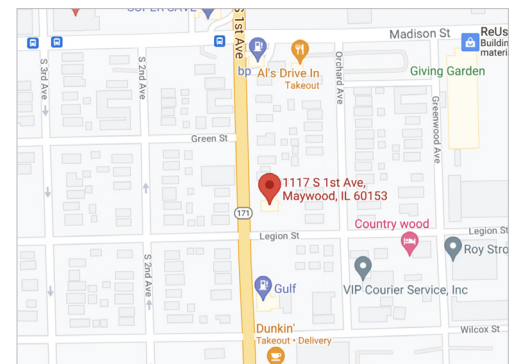 SUPER SAVE
S 1st Ave
Madison St
ReUs
Building
materia
bp
Al's Drive In
Takeout
Giving Garden
S 3rd Ave
S 2nd Ave
Orchard Ave
Greenwood Ave
Green St
1117 S 1st Ave,
Maywood, IL 60153
171
Country wood
Legion St
Legion St
Roy Stro
S 2nd Ave
Gulf
VIP Courier Service, Inc
Dunkin'
Takeout • Delivery
Wilcox St